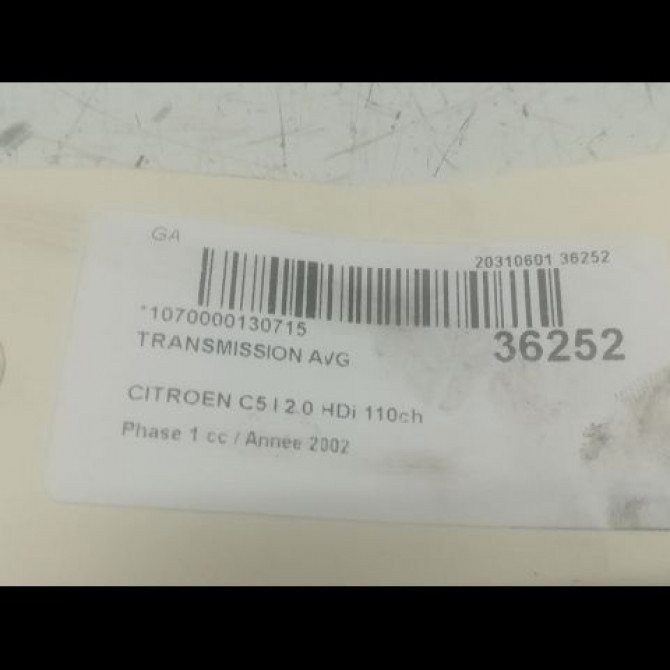 GA
20310601 36252
*1070000130715
36252
TRANSMISSION AVG
CITROEN C5 I 2.0 HDi 110ch
Phase 1 cc / Annee 2002